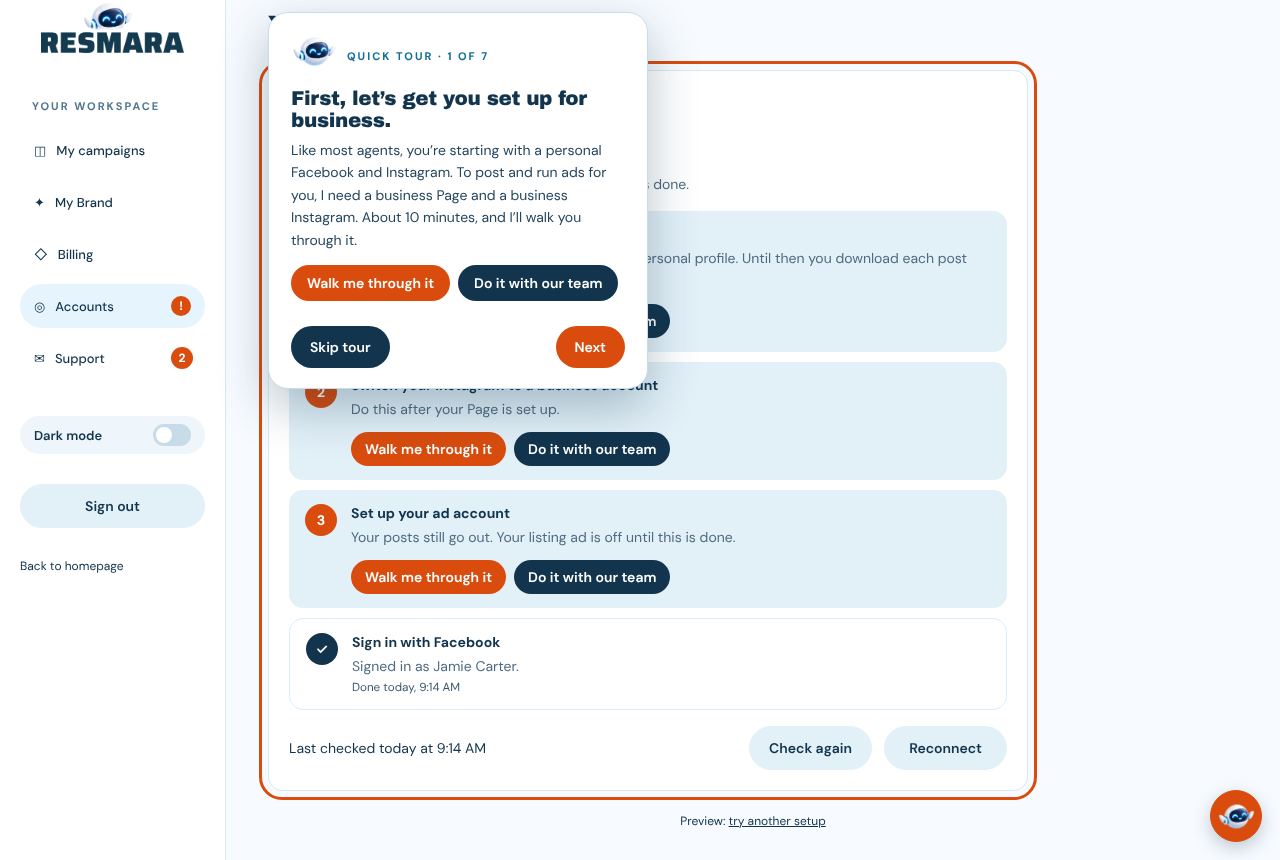 RESMARA
YOUR WORKSPACE
My campaigns
My Brand
Billing
Accounts
!
Support
2
Dark mode
Sign out
Back to homepage
QUICK TOUR · 1 OF 7
First, let’s get you set up for
business.
Like most agents, you’re starting with a personal
Facebook and Instagram. To post and run ads for
you, I need a business Page and a business
Instagram. About 10 minutes, and I’ll walk you
through it.
Walk me through it
Do it with our team
Skip tour
Next
done.
profile. Until then you download each post
2
Switch your Instagram to a business account
Do this after your Page is set up.
Walk me through it
Do it with our team
3
Set up your ad account
Your posts still go out. Your listing ad is off until this is done.
Walk me through it
Do it with our team
Sign in with Facebook
Signed in as Jamie Carter.
Done today, 9:14 AM
Last checked today at 9:14 AM
Check again
Reconnect
Preview: try another setup